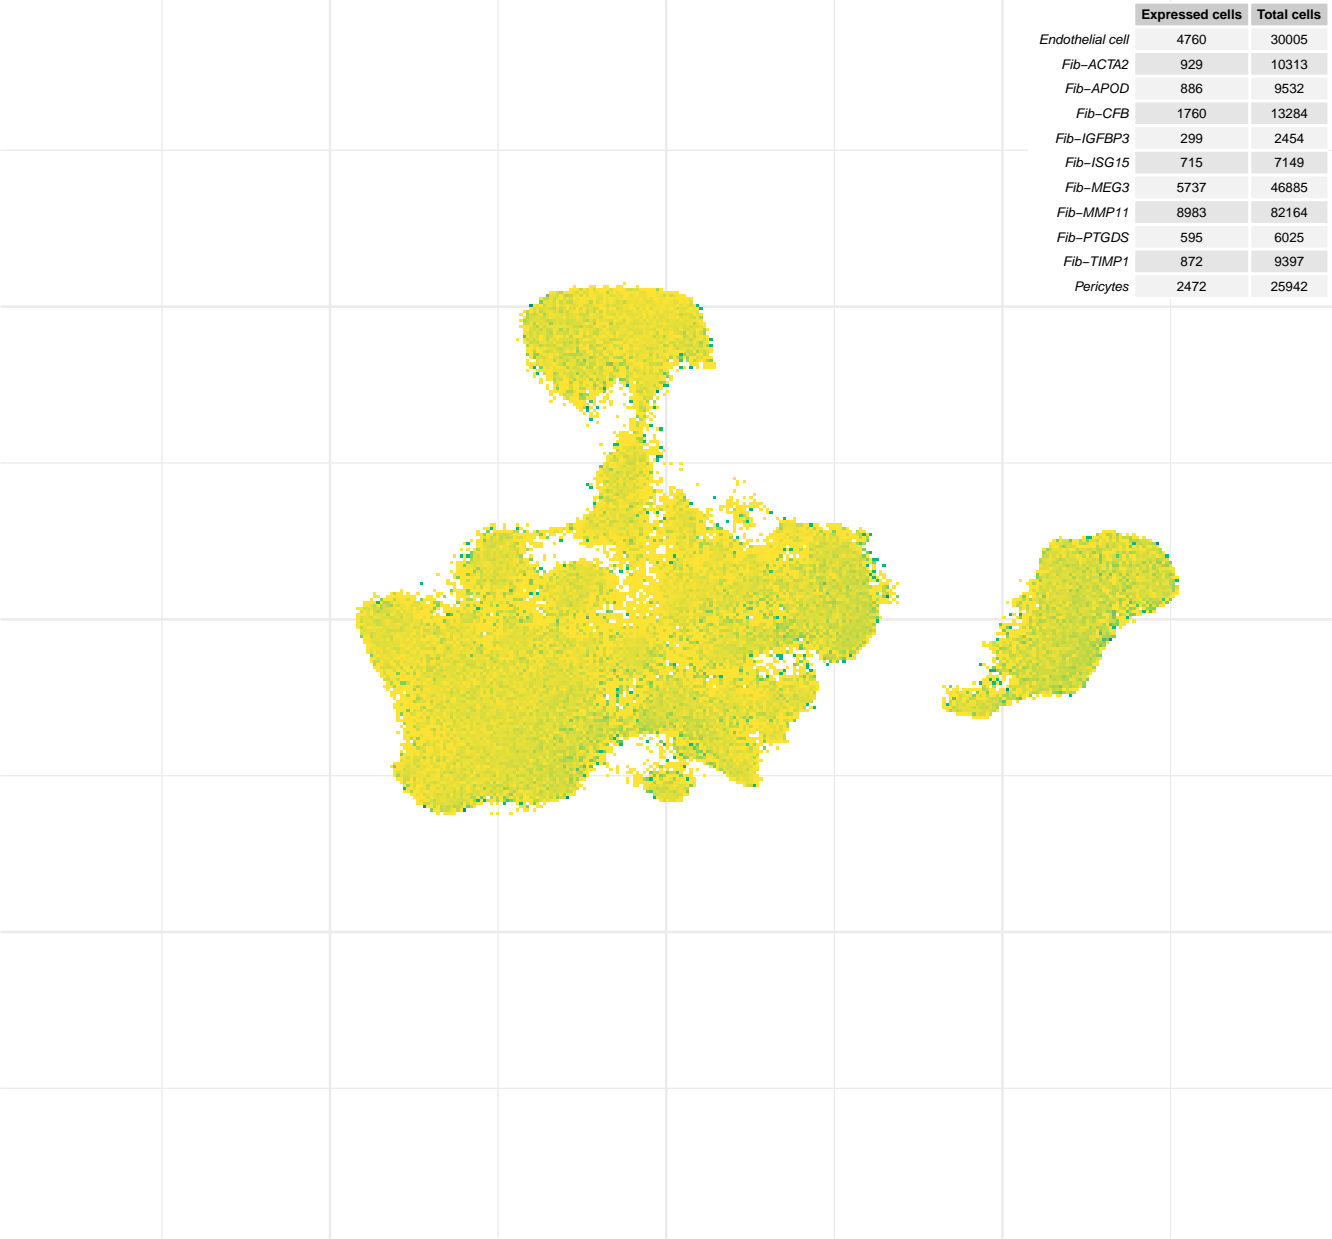 Expressed cells Total cells
Endothelial cell 4760 30005
Fib−ACTA2 929 10313
Fib−APOD 886 9532
Fib−CFB 1760 13284
Fib−IGFBP3 299 2454
Fib−ISG15 715 7149
Fib−MEG3 5737 46885
Fib−MMP11 8983 82164
Fib−PTGDS 595 6025
Fib−TIMP1 872 9397
Pericytes 2472 25942